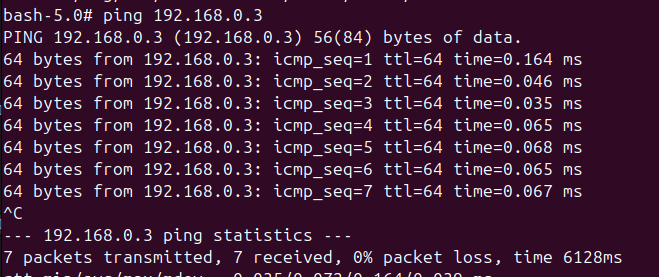 bash-5.0# ping 192.168.0.3
PING 192.168.0.3 (192.168.0.3) 56(84) bytes of data.
64 bytes from 192.168.0.3: icmp_seq=1 ttl=64 time=0.164 ms
64 bytes from 192.168.0.3: icmp_seq=2 ttl=64 time=0.046 ms
64 bytes from 192.168.0.3: icmp_seq=3 ttl=64 time=0.035 ms
64 bytes from 192.168.0.3: icmp_seq=4 ttl=64 time=0.065 ms
64 bytes from 192.168.0.3: icmp_seq=5 ttl=64 time=0.068 ms
64 bytes from 192.168.0.3: icmp_seq=6 ttl=64 time=0.065 ms
64 bytes from 192.168.0.3: icmp_seq=7 ttl=64 time=0.067 ms
^C
--- 192.168.0.3 ping statistics ---
7 packets transmitted, 7 received, 0% packet loss, time 6128ms